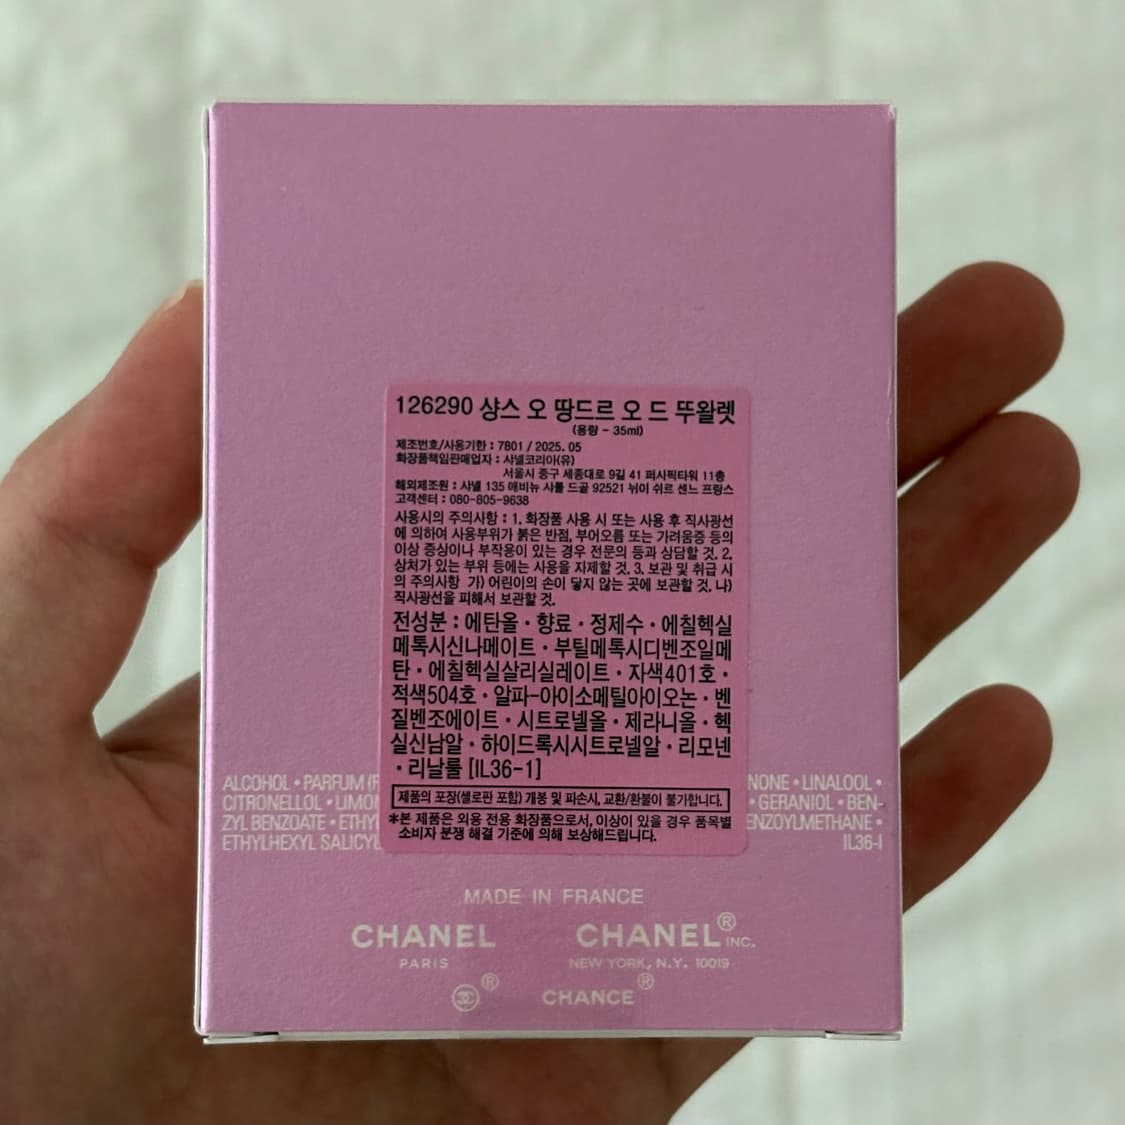 126290 샹스 오 땅드르 오 드 뚜왈렛
(용량 - 35ml)
제조번호/사용기한 : 7801 / 2025. 05
화장품책임판매업자 : 샤넬코리아(유)
서울시 중구 세종대로 9길 41 퍼시픽타워 11층
해외제조원 : 샤넬 135 애비뉴 샤를 드골 92521 뉘이 쉬르 센느 프랑스
고객센터 : 080-805-9638
사용시의 주의사항 : 1. 화장품 사용 시 또는 사용 후 직사광선
에 의하여 사용부위가 붉은 반점, 부어오름 또는 가려움증 등의
이상 증상이나 부작용이 있는 경우 전문의 등과 상담할 것. 2.
상처가 있는 부위 등에는 사용을 자제할 것. 3. 보관 및 취급 시
의 주의사항 가) 어린이의 손이 닿지 않는 곳에 보관할 것. 나)
직사광선을 피해서 보관할 것.
전성분 : 에탄올 · 향료 · 정제수 · 에칠헥실
메톡시신나메이트 · 부틸메톡시디벤조일메
탄 · 에칠헥실살리실레이트 · 자색401호 ·
적색504호 · 알파-아이소메틸아이오논 · 벤
질벤조에이트 · 시트로넬올 · 제라니올 · 헥
실신남알 · 하이드록시시트로넬알 · 리모넨
· 리날룰 [IL36-1]
제품의 포장(셀로판 포함) 개봉 및 파손시, 교환/환불이 불가합니다.
*본 제품은 외용 전용 화장품으로서, 이상이 있을 경우 품목별
소비자 분쟁 해결 기준에 의해 보상해드립니다.
ALCOHOL • PARFUM (F NONE • LINALOOL •
CITRONELLOL • LIMON • GERANIOL • BEN-
ZYL BENZOATE • ETHY ENZOYLMETHANE •
ETHYLHEXYL SALICYL IL36-I
MADE IN FRANCE
CHANEL CHANEL® INC.
PARIS NEW YORK, N.Y. 10019
® CHANCE®